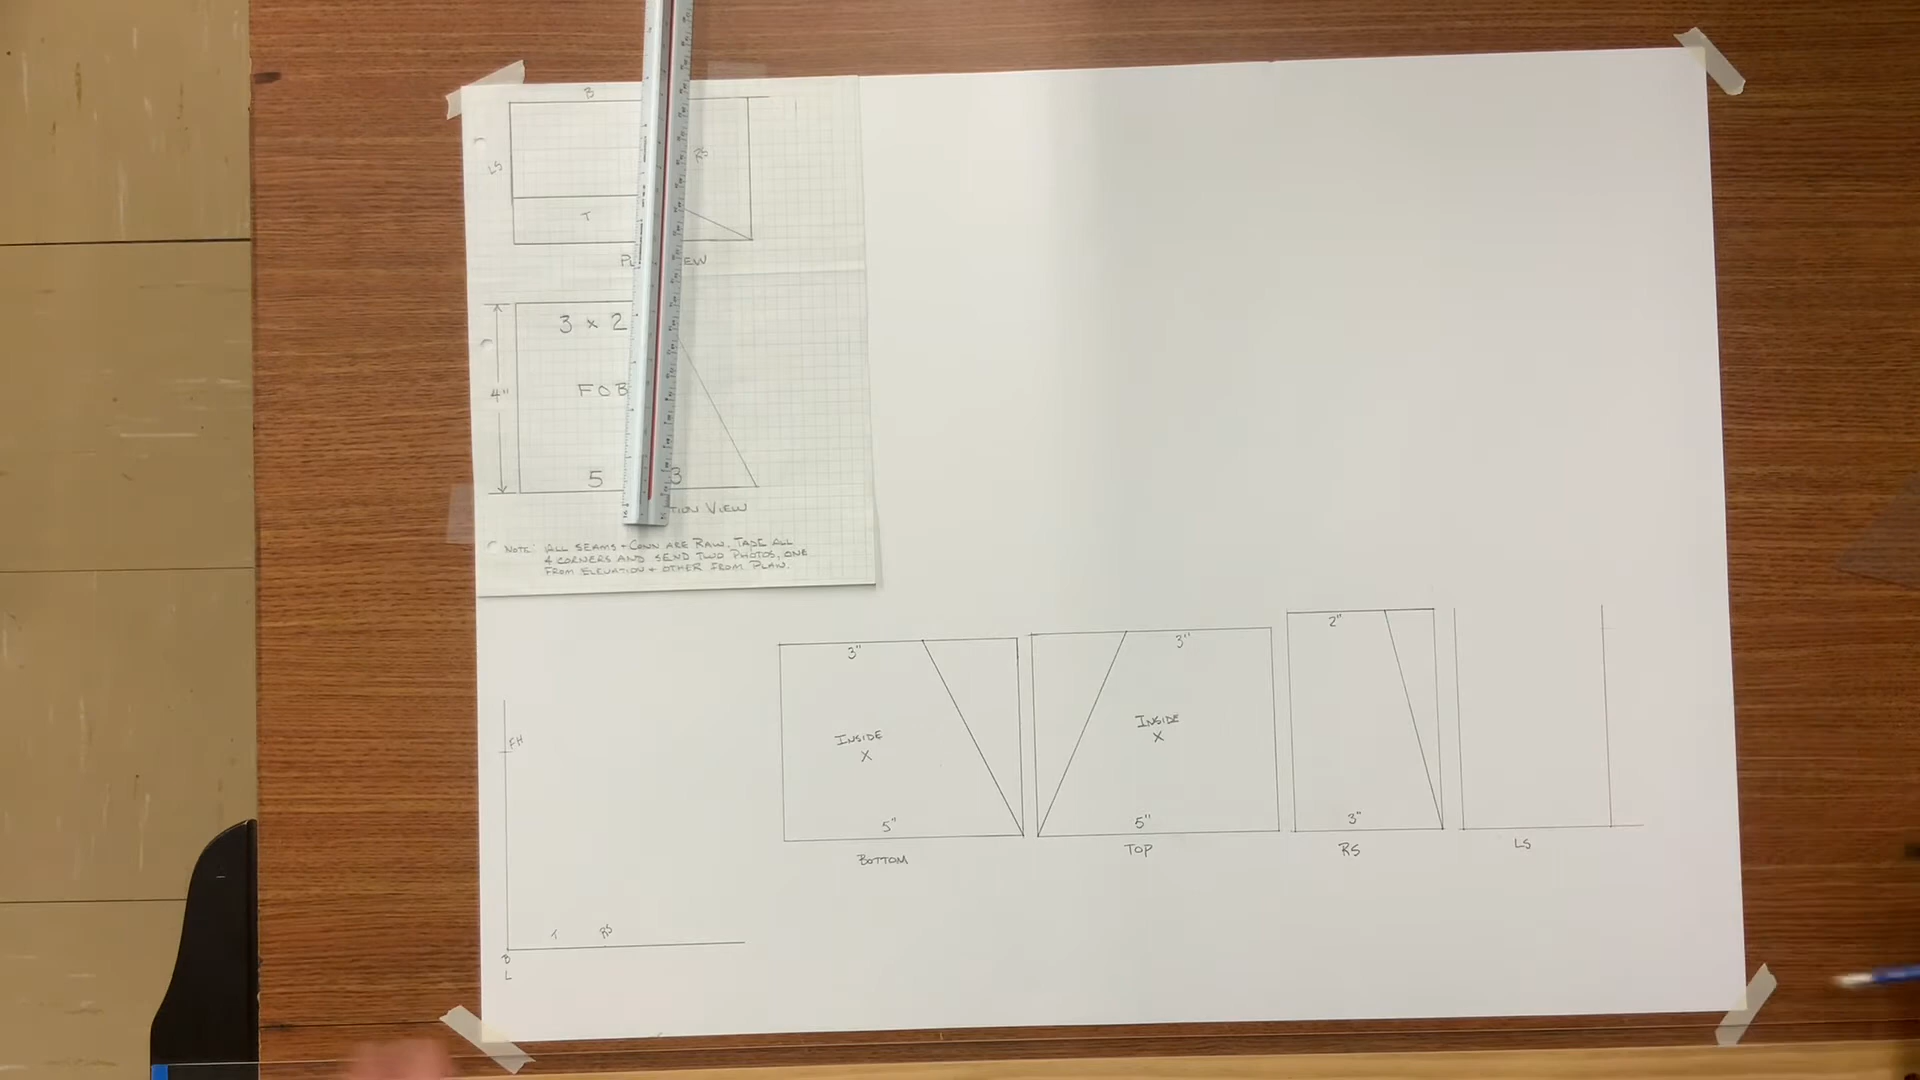 B
LS
RS
T
EW
3 x 2
4"
FOB
5
3
TION VIEW
NOTE: ALL SEAMS + CONN ARE RAW. TAPE ALL
4 CORNERS AND SEND TWO PHOTOS, ONE
FROM ELEVATION + OTHER FROM PLAN.
3"
3"
2"
INSIDE
X
INSIDE
X
FH
5"
5"
3"
BOTTOM
TOP
RS
LS
T
RS
B
L